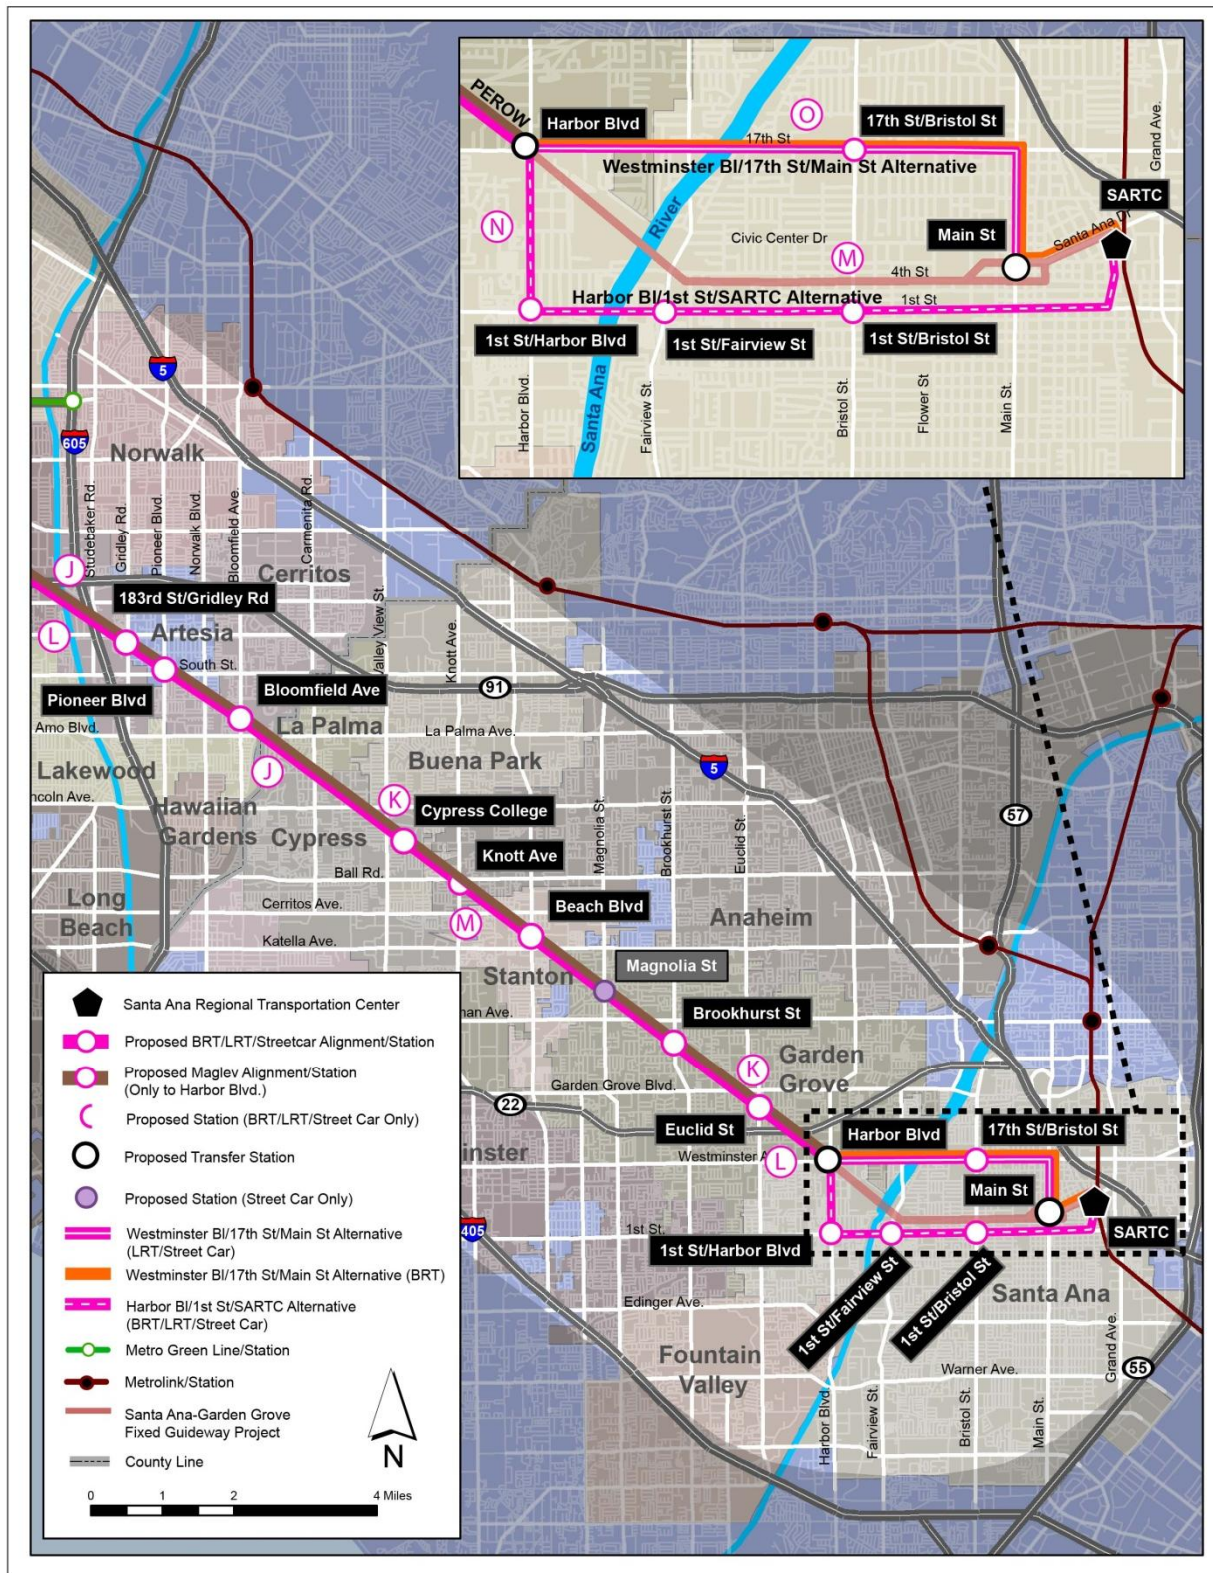 PEROW
Harbor Blvd
O
17th St/Bristol St
17th St
Westminster Bl/17th St/Main St Alternative
Grand Ave.
SARTC
N
River
Civic Center Dr
M
Main St
Santa Ana Dr
4th St
Harbor Bl/1st St/SARTC Alternative
1st St
1st St/Harbor Blvd
1st St/Fairview St
1st St/Bristol St
Santa Ana
Harbor Blvd.
Fairview St.
Bristol St.
Flower St
Main St.
5
605
Norwalk
Studebaker Rd.
Gridley Rd.
Pioneer Blvd.
Norwalk Blvd.
Bloomfield Ave.
Carmenita Rd.
Cerritos
J
183rd St/Gridley Rd
Valley View St.
Knott Ave.
L
Artesia
South St.
Pioneer Blvd
Bloomfield Ave
91
Amo Blvd.
La Palma
La Palma Ave.
Lakewood
J
Buena Park
5
ncoln Ave.
Hawaiian
Gardens
K
Cypress College
Cypress
Magnolia St.
Brookhurst St.
Euclid St.
57
Knott Ave
Ball Rd.
Long
Beach
Cerritos Ave.
M
Beach Blvd
Anaheim
Katella Ave.
Stanton
Magnolia St
man Ave.
Brookhurst St
Garden
Grove
K
Garden Grove Blvd.
22
Euclid St
Harbor Blvd
17th St/Bristol St
minster
Westminster A
L
Main St
405
1st St.
1st St/Harbor Blvd
SARTC
1st St/Fairview St
1st St/Bristol St
Santa Ana
Edinger Ave.
Fountain
Valley
Warner Ave.
Grand Ave.
55
Harbor Blvd.
Fairview St.
Bristol St.
Main St.
Santa Ana Regional Transportation Center
Proposed BRT/LRT/Streetcar Alignment/Station
Proposed Maglev Alignment/Station
(Only to Harbor Blvd.)
Proposed Station (BRT/LRT/Street Car Only)
Proposed Transfer Station
Proposed Station (Street Car Only)
Westminster Bl/17th St/Main St Alternative
(LRT/Street Car)
Westminster Bl/17th St/Main St Alternative (BRT)
Harbor Bl/1st St/SARTC Alternative
(BRT/LRT/Street Car)
Metro Green Line/Station
Metrolink/Station
Santa Ana-Garden Grove
Fixed Guideway Project
County Line
N
0 1 2 4 Miles